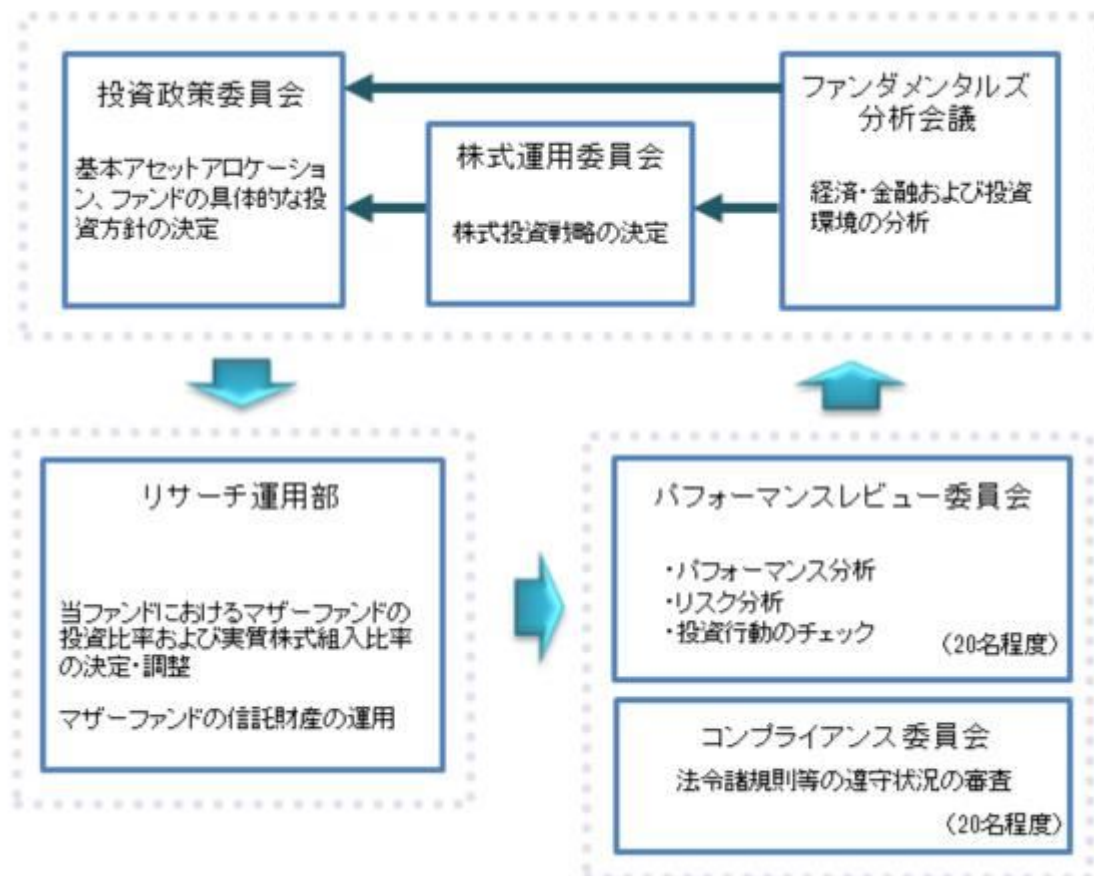 投資政策委員会
基本アセットアロケーショ
ン、ファンドの具体的な投
資方針の決定
株式運用委員会
株式投資戦略の決定
ファンダメンタルズ
分析会議
経済・金融および投資
環境の分析
リサーチ運用部
当ファンドにおけるマザーファンドの
投資比率および実質株式組入比率
の決定・調整
マザーファンドの信託財産の運用
パフォーマンスレビュー委員会
・パフォーマンス分析
・リスク分析
・投資行動のチェック
（20名程度）
コンプライアンス委員会
法令諸規則等の遵守状況の審査
（20名程度）